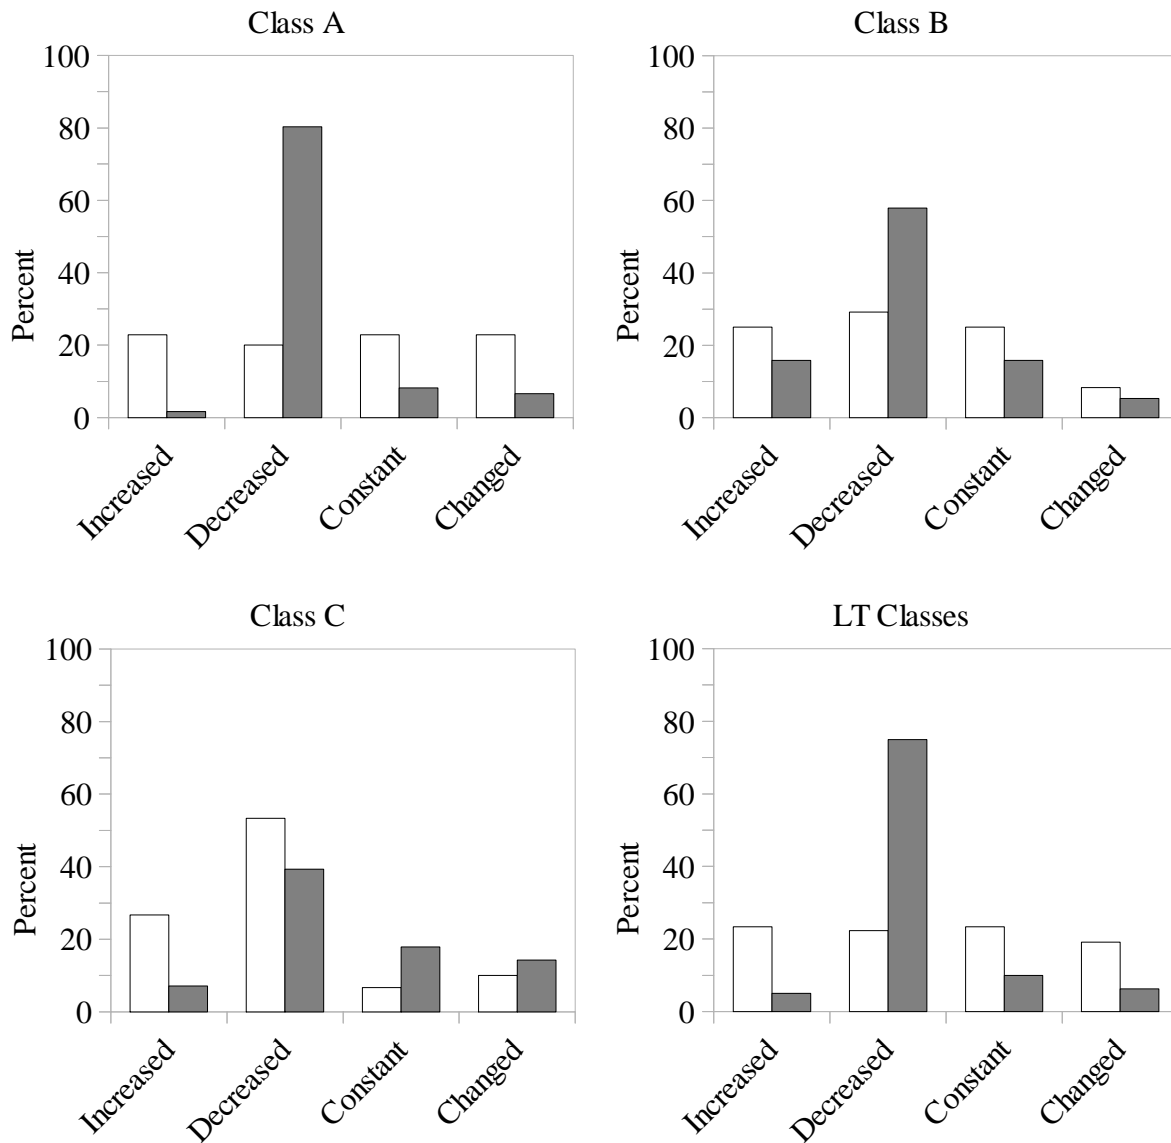 Class A
Percent
100
80
60
40
20
0
Increased
Decreased
Constant
Changed
Class B
Percent
100
80
60
40
20
0
Increased
Decreased
Constant
Changed
Class C
Percent
100
80
60
40
20
0
Increased
Decreased
Constant
Changed
LT Classes
Percent
100
80
60
40
20
0
Increased
Decreased
Constant
Changed